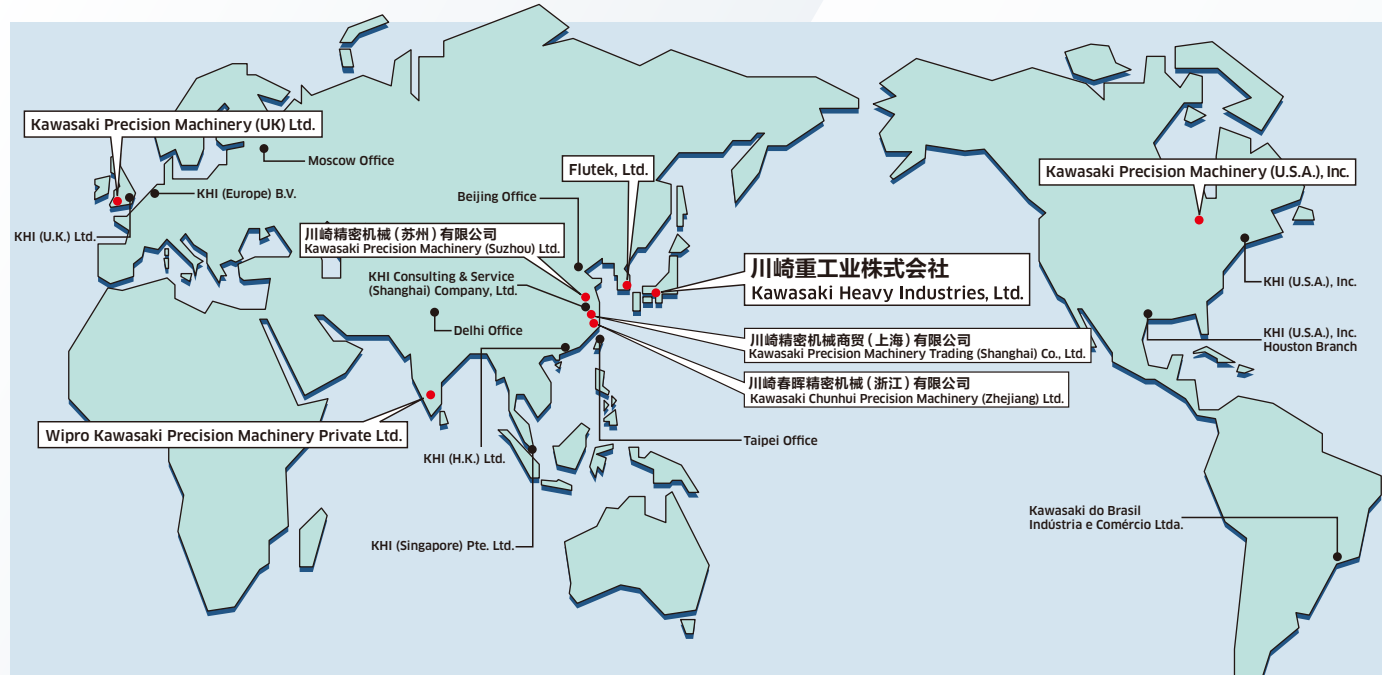 Kawasaki Precision Machinery (UK) Ltd.
Moscow Office
KHI (Europe) B.V.
KHI (U.K.) Ltd.
Flutek, Ltd.
Beijing Office
川崎精密机械（苏州）有限公司
Kawasaki Precision Machinery (Suzhou) Ltd.
KHI Consulting & Service
(Shanghai) Company, Ltd.
Delhi Office
Wipro Kawasaki Precision Machinery Private Ltd.
KHI (H.K.) Ltd.
KHI (Singapore) Pte. Ltd.
川崎重工业株式会社
Kawasaki Heavy Industries, Ltd.
川崎精密机械商贸（上海）有限公司
Kawasaki Precision Machinery Trading (Shanghai) Co., Ltd.
川崎春晖精密机械（浙江）有限公司
Kawasaki Chunhui Precision Machinery (Zhejiang) Ltd.
Taipei Office
Kawasaki Precision Machinery (U.S.A.), Inc.
KHI (U.S.A.), Inc.
KHI (U.S.A.), Inc.
Houston Branch
Kawasaki do Brasil
Indústria e Comércio Ltda.